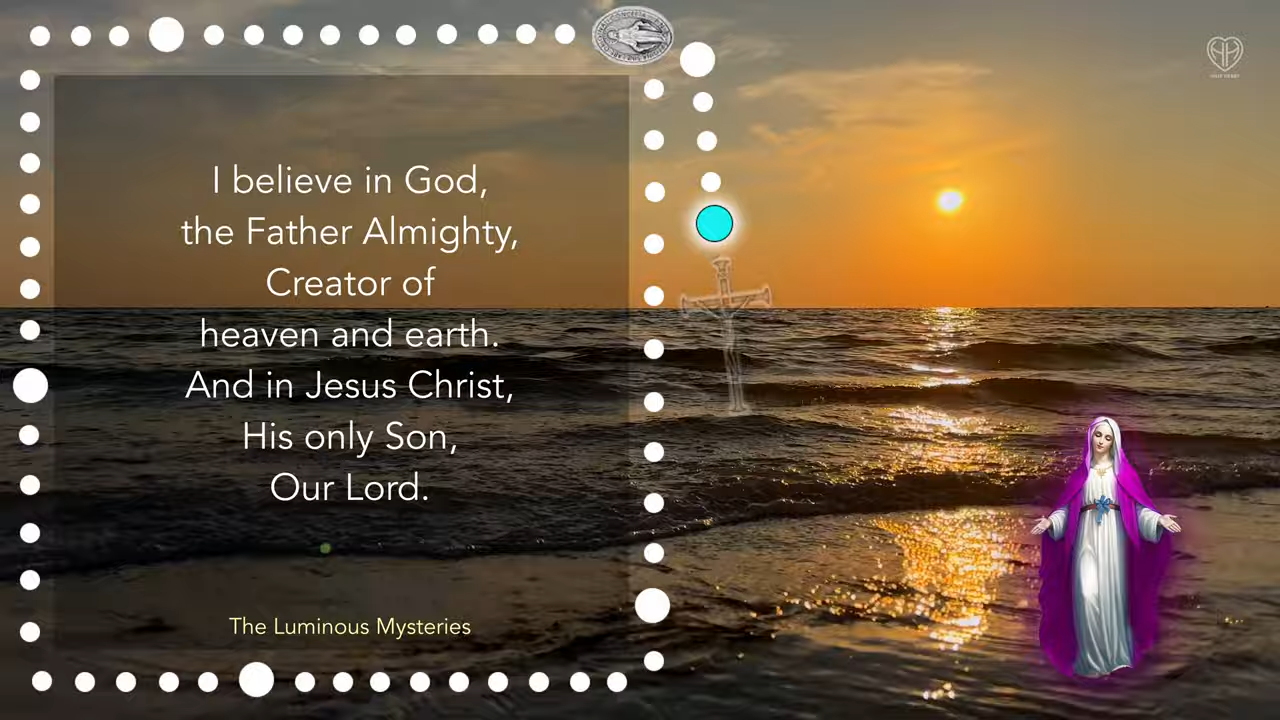 I believe in God,
the Father Almighty,
Creator of
heaven and earth.
And in Jesus Christ,
His only Son,
Our Lord.
The Luminous Mysteries